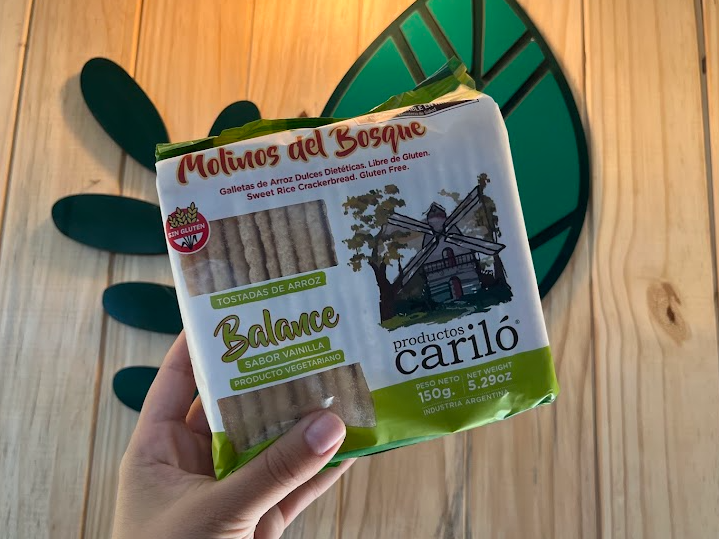 Molinos del Bosque
Galletas de Arroz Dulces Dietéticas. Libre de Gluten.
Sweet Rice Crackerbread. Gluten Free.
SIN GLUTEN
TOSTADAS DE ARROZ
Balance
SABOR VAINILLA
PRODUCTO VEGETARIANO
productos
cariló®
PESO NETO
150g.
NET WEIGHT
5.29oz
INDUSTRIA ARGENTINA